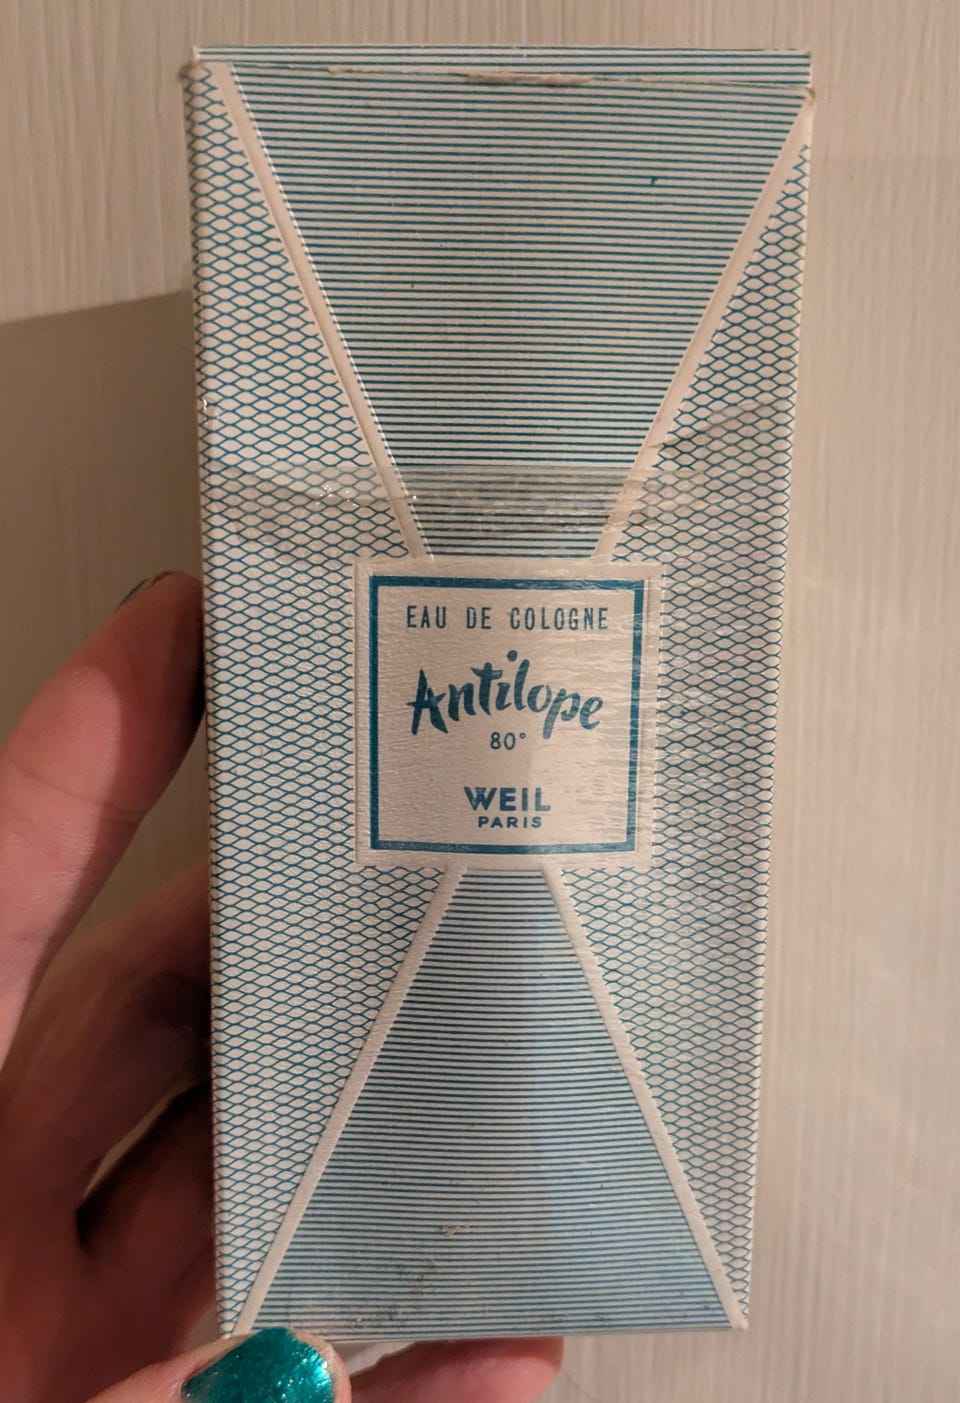 EAU DE COLOGNE
Antilope
80°
WEIL
PARIS